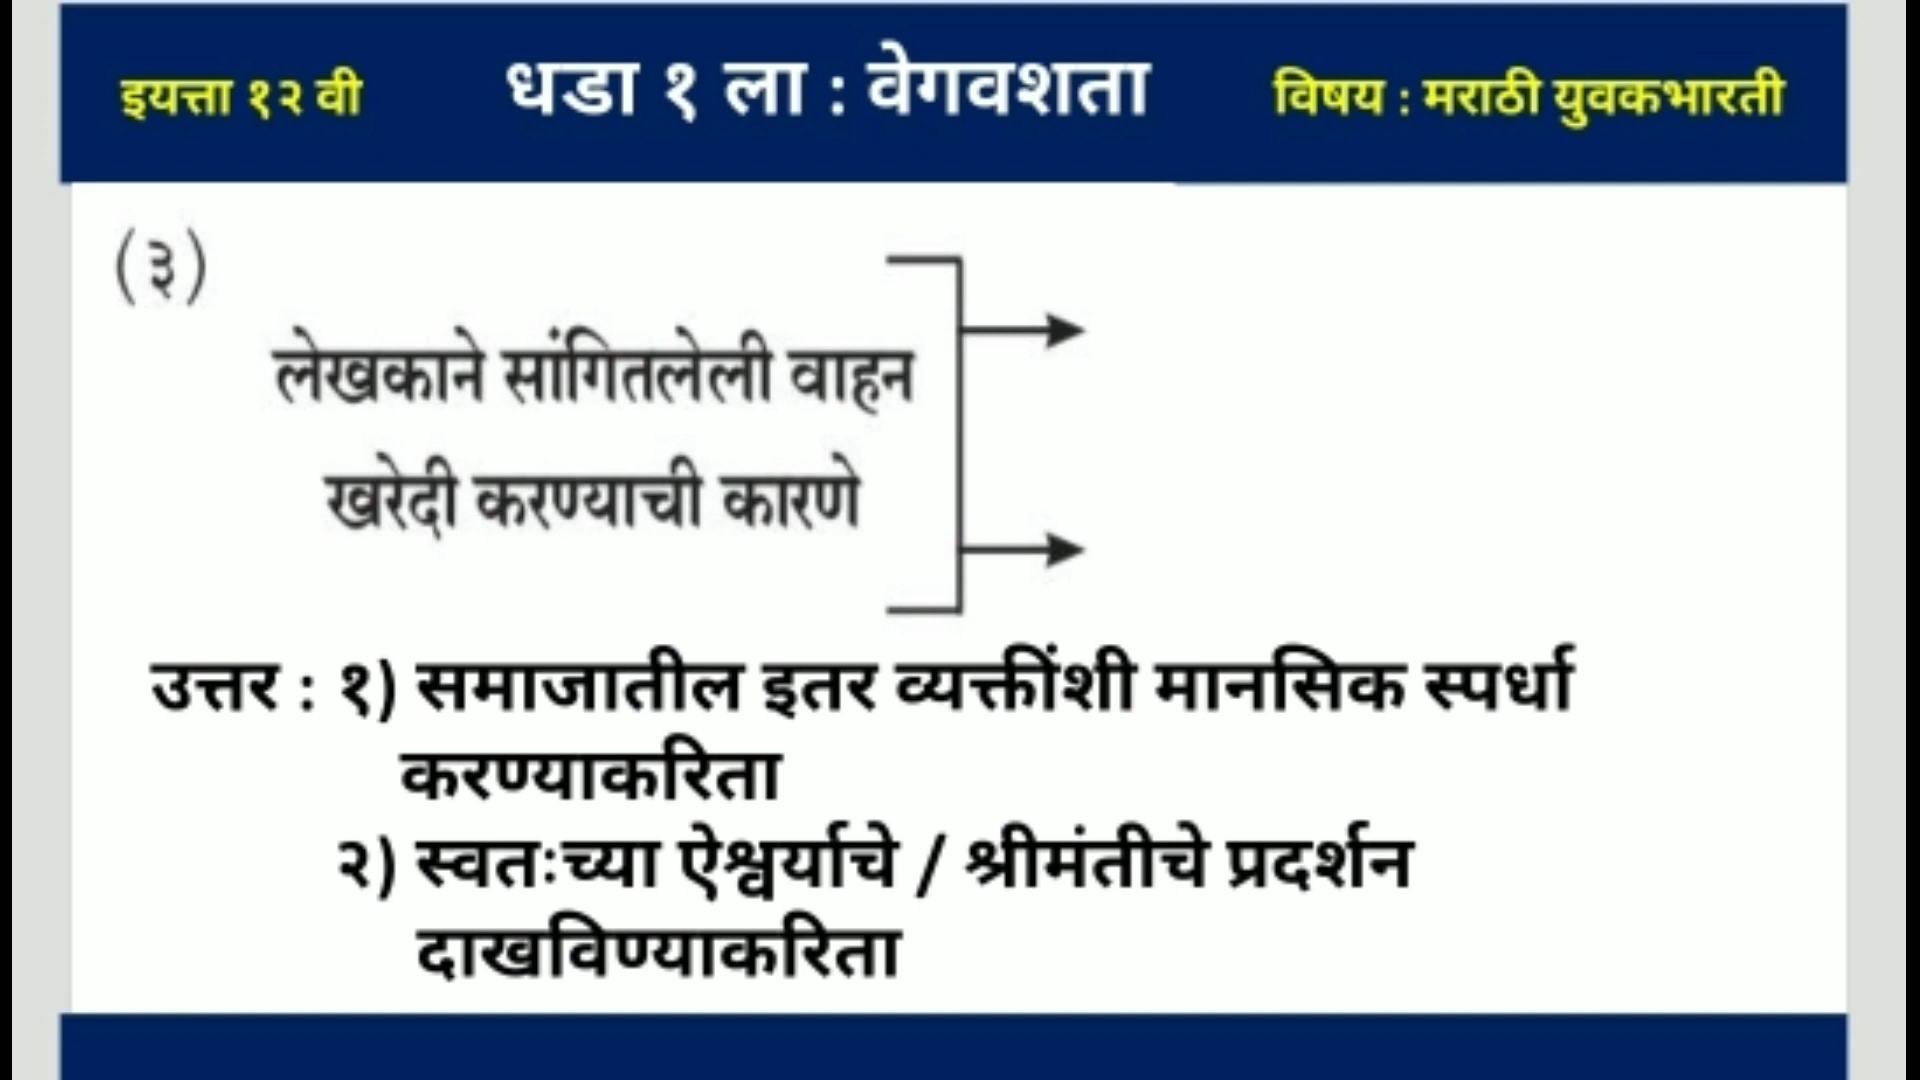 इयत्ता १२ वी धडा १ ला : वेगवशता विषय : मराठी युवकभारती
(३)
लेखकाने सांगितलेली वाहन
खरेदी करण्याची कारणे
उत्तर : १) समाजातील इतर व्यक्तींशी मानसिक स्पर्धा
करण्याकरिता
२) स्वतःच्या ऐश्वर्याचे / श्रीमंतीचे प्रदर्शन
दाखविण्याकरिता